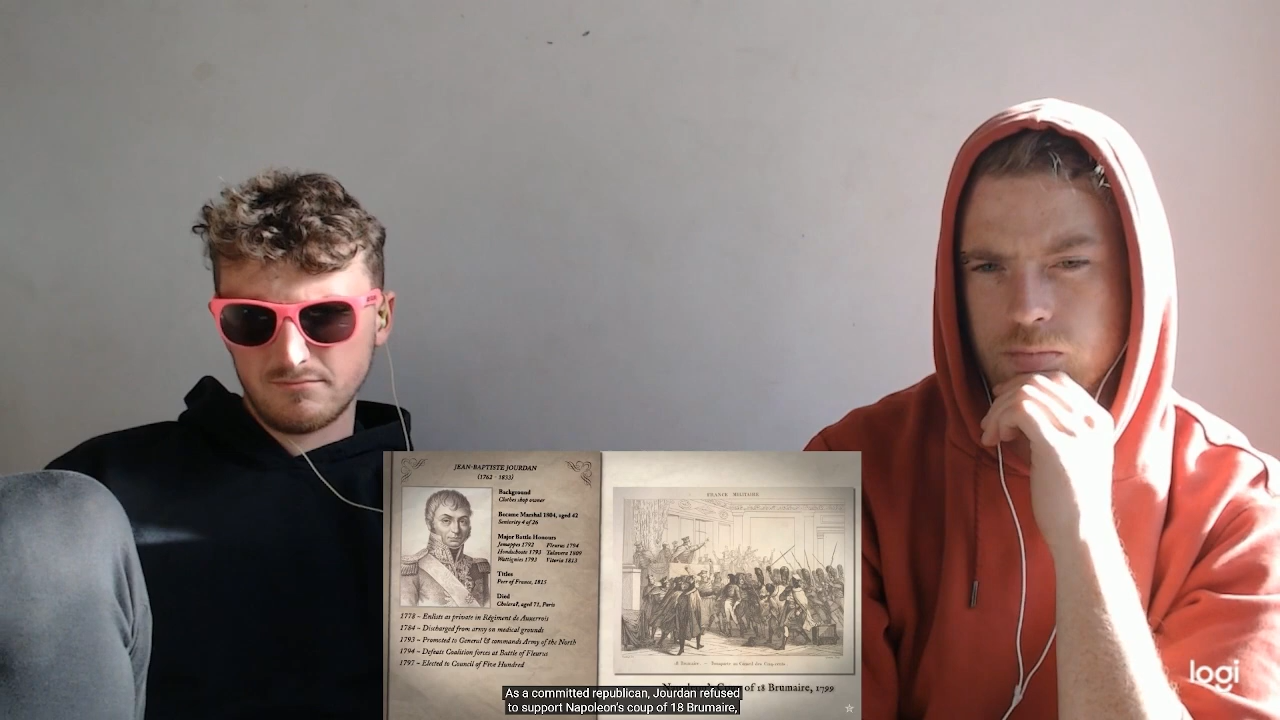 JEAN-BAPTISTE JOURDAN
(1762 - 1833)
Background
Clothes shop owner
Became Marshal 1804, aged 42
Seniority 4 of 26
Major Battle Honours
Jemappes 1792 Fleurus 1794
Hondschoote 1793 Talavera 1809
Wattignies 1793 Vitoria 1813
Titles
Peer of France, 1815
Died
Cholera?, aged 71, Paris
1778 – Enlists as private in Régiment de Auxerrois
1784 – Discharged from army on medical grounds
1793 – Promoted to General & commands Army of the North
1794 – Defeats Coalition forces at Battle of Fleurus
1797 – Elected to Council of Five Hundred
FRANCE MILITAIRE
of 18 Brumaire, 1799
As a committed republican, Jourdan refused
to support Napoleon's coup of 18 Brumaire,
logi